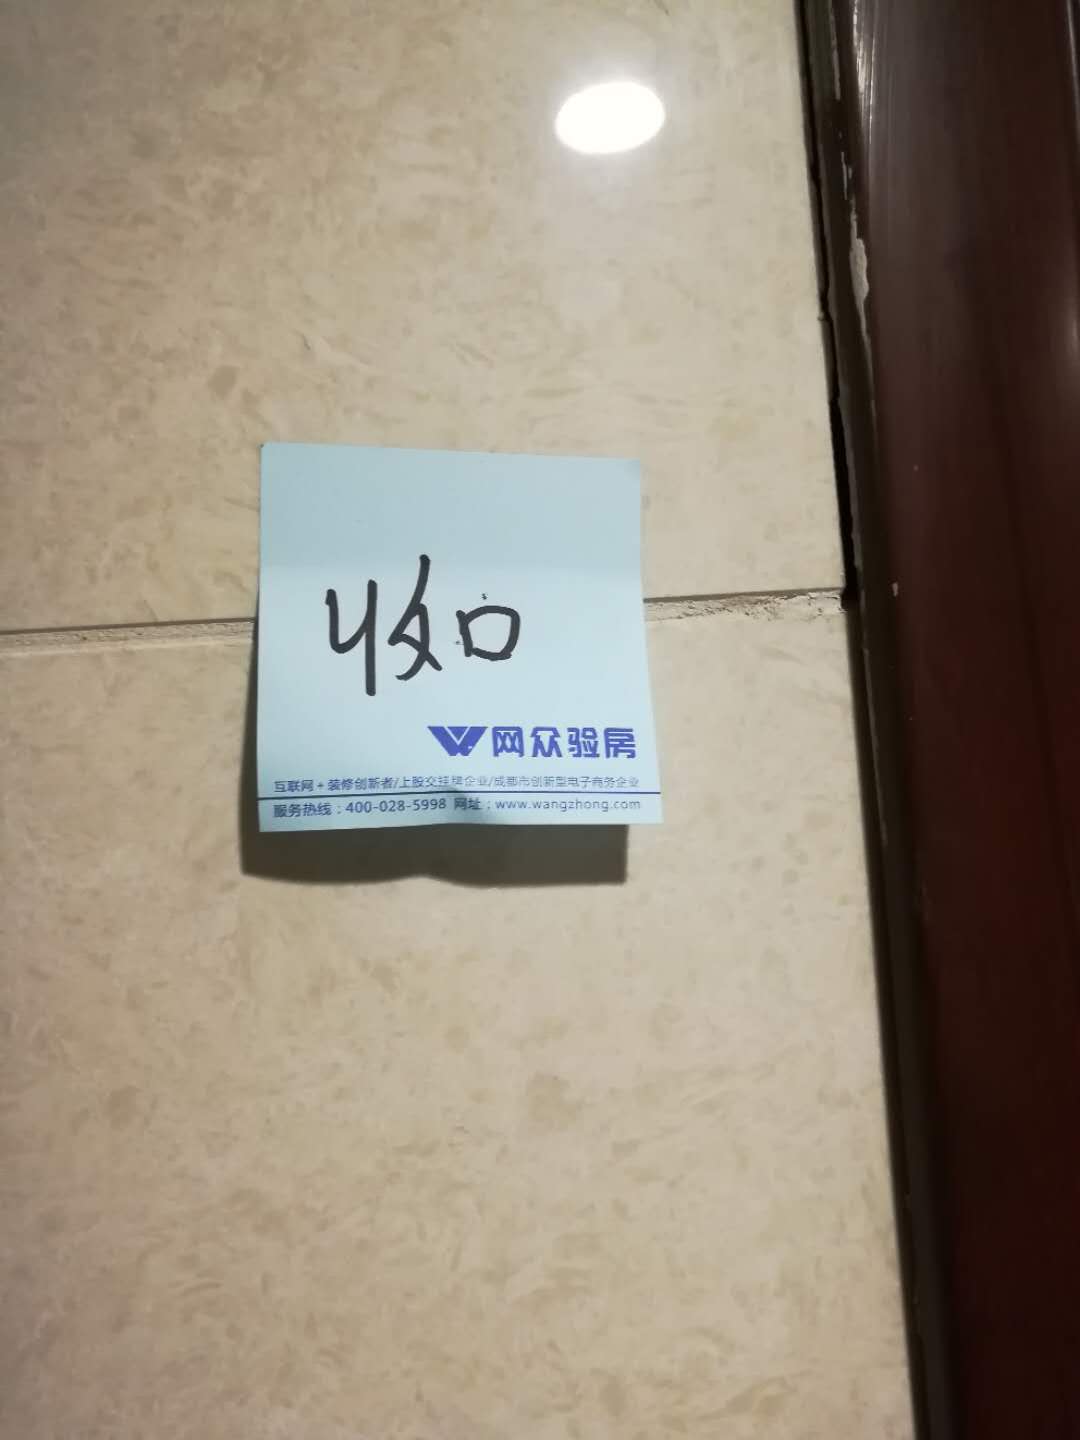 收口
网众验房
互联网+装修创新者/上股交挂牌企业/成都市创新型电子商务企业
服务热线：400-028-5998 网址：www.wangzhong.com